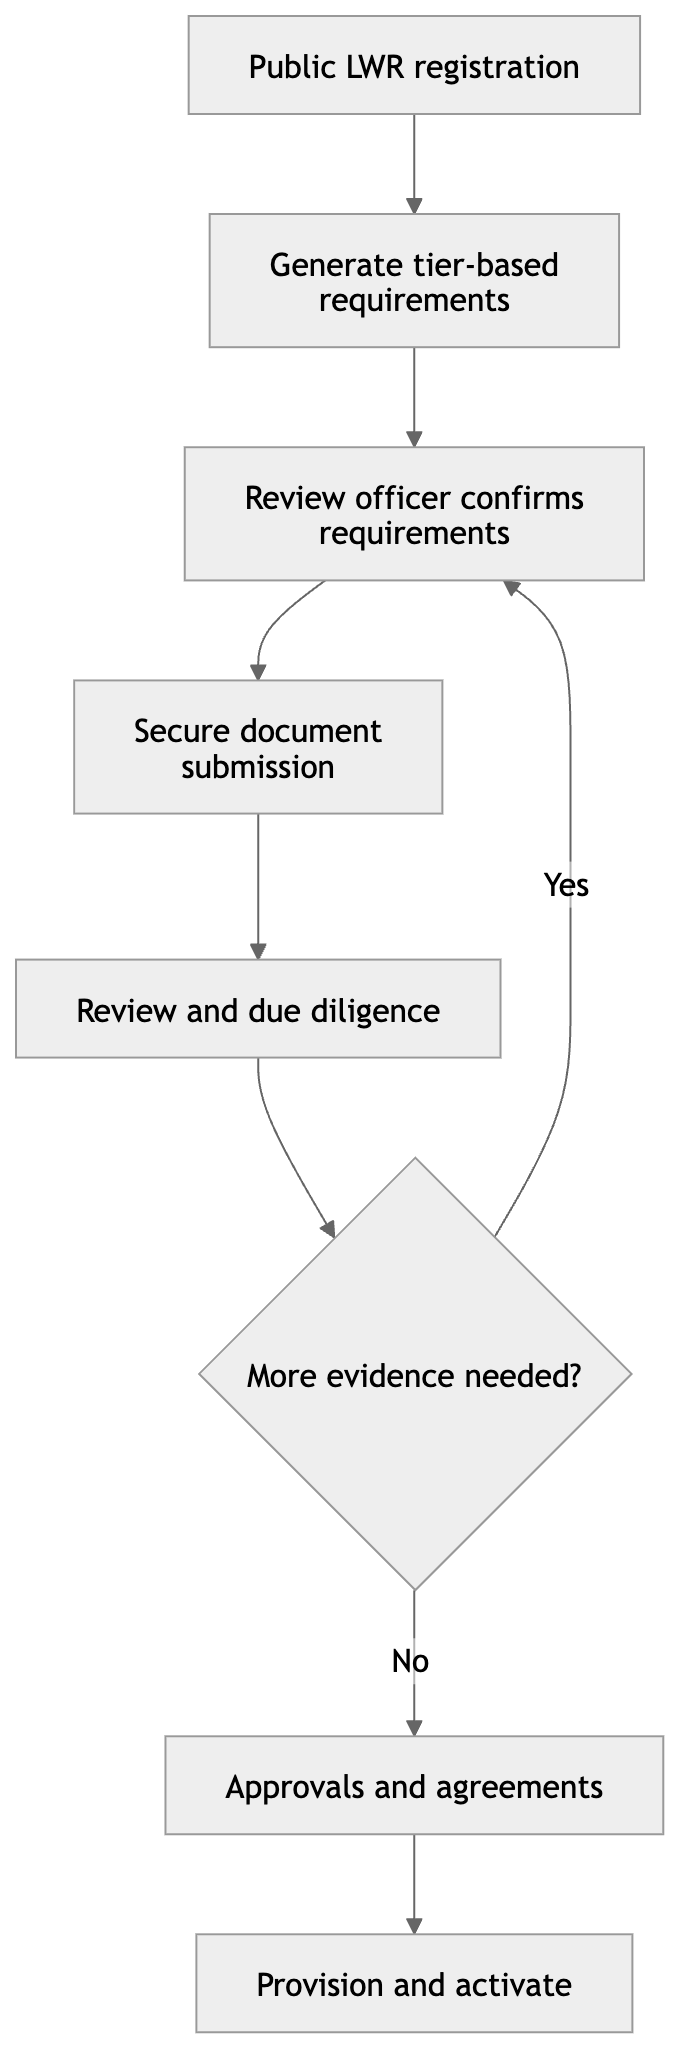 Public LWR registration
Generate tier-based
requirements
Review officer confirms
requirements
Secure document
submission
Yes
Review and due diligence
More evidence needed?
No
Approvals and agreements
Provision and activate